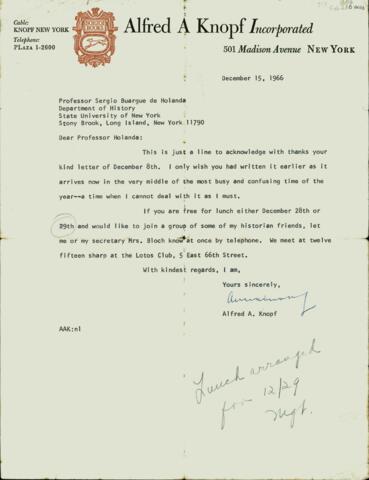 Cable:
KNOPF NEW YORK
Telephone:
PLAZA 1-2600
BORZOI
BOOKS
Alfred A Knopf Incorporated
501 Madison Avenue NEW YORK
December 15, 1966
Professor Sergio Buarque de Holanda
Department of History
State University of New York
Stony Brook, Long Island, New York 11790
Dear Professor Holanda:
This is just a line to acknowledge with thanks your
kind letter of December 8th. I only wish you had written it earlier as it
arrives now in the very middle of the most busy and confusing time of the
year--a time when I cannot deal with it as I must.
If you are free for lunch either December 28th or
29th and would like to join a group of some of my historian friends, let
me or my secretary Mrs. Bloch know at once by telephone. We meet at twelve
fifteen sharp at the Lotos Club, 5 East 66th Street.
With kindest regards, I am,
Yours sincerely,
Alfred A. Knopf
AAK:nl
Lunch arranged
for 12/29
mgt.